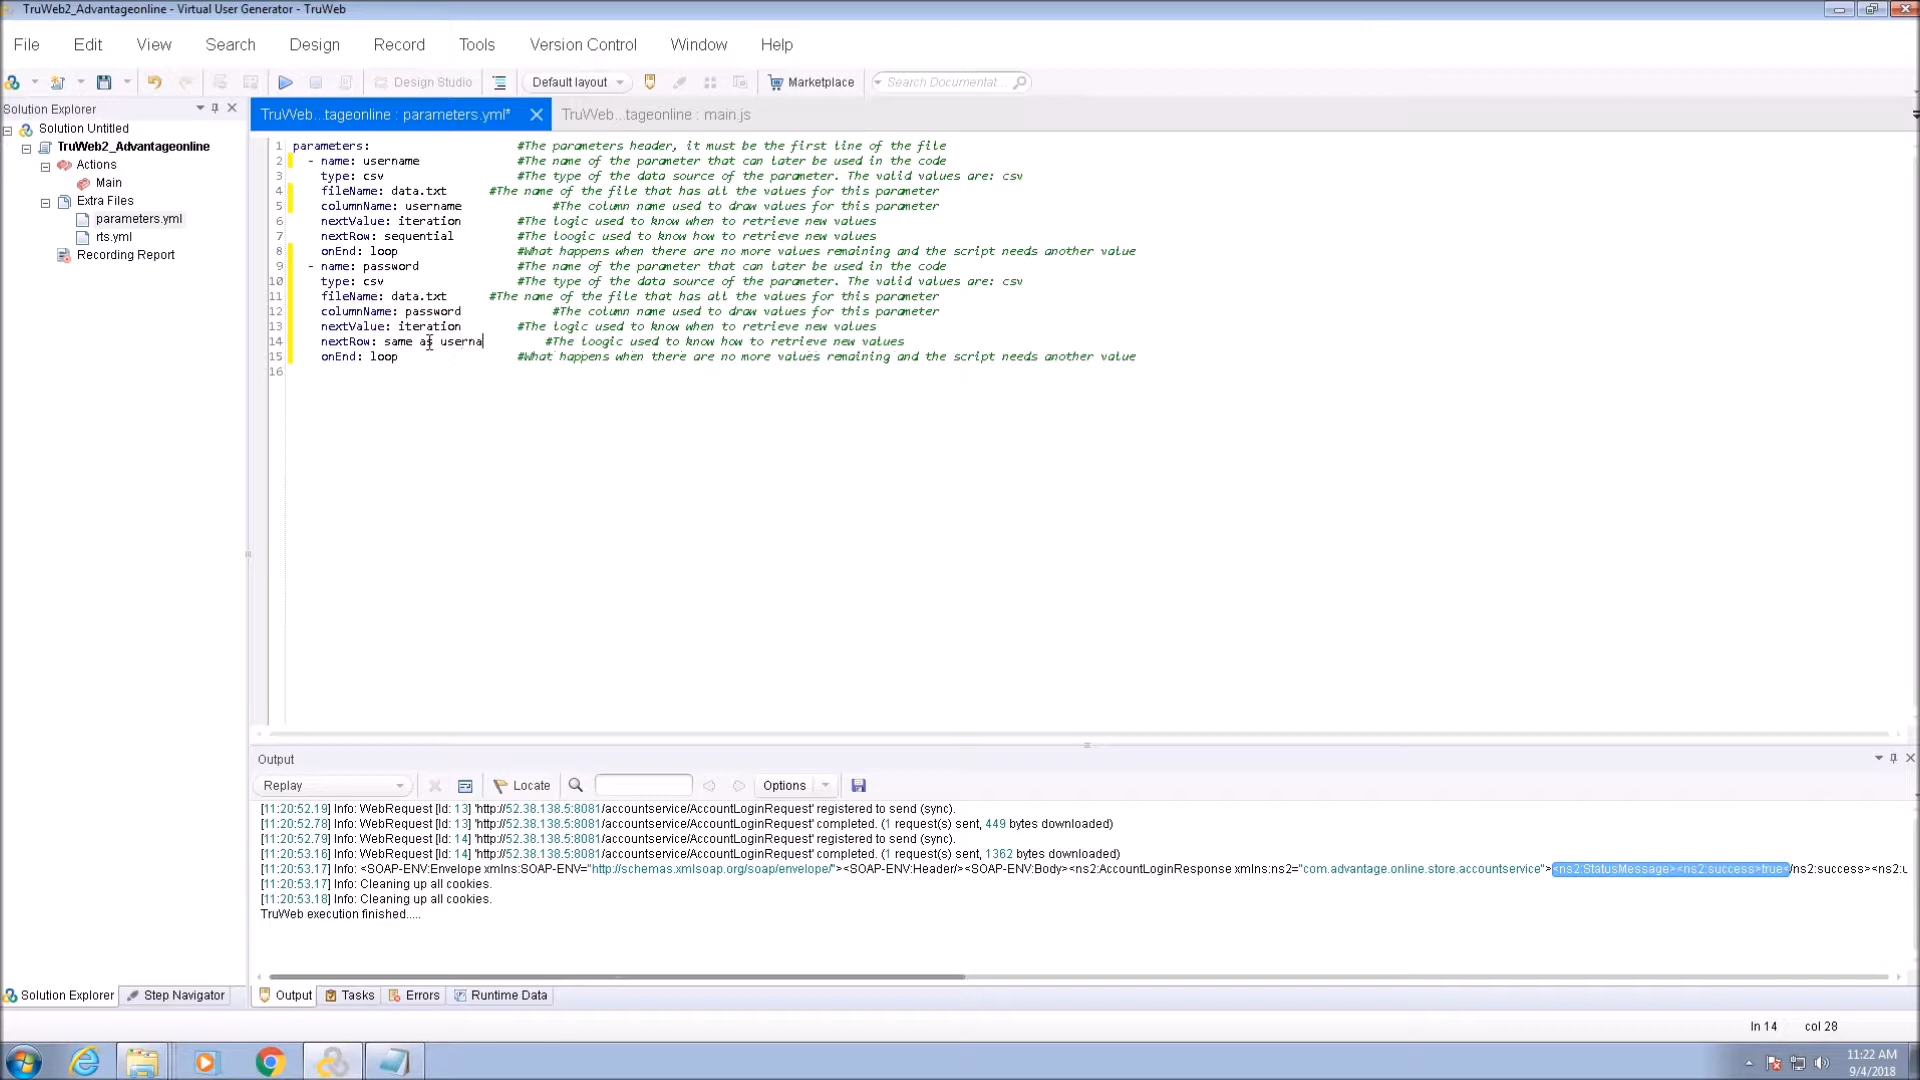 TruWeb2_Advantageonline - Virtual User Generator - TruWeb
File Edit View Search Design Record Tools Version Control Window Help
Design Studio Default layout Marketplace Search Documentat...
Solution Explorer
Solution Untitled
TruWeb2_Advantageonline
Actions
Main
Extra Files
parameters.yml
rts.yml
Recording Report
TruWeb...tageonline : parameters.yml* TruWeb...tageonline : main.js
1 parameters: #The parameters header, it must be the first line of the file
2 - name: username #The name of the parameter that can later be used in the code
3 type: csv #The type of the data source of the parameter. The valid values are: csv
4 fileName: data.txt #The name of the file that has all the values for this parameter
5 columnName: username #The column name used to draw values for this parameter
6 nextValue: iteration #The logic used to know when to retrieve new values
7 nextRow: sequential #The loogic used to know how to retrieve new values
8 onEnd: loop #What happens when there are no more values remaining and the script needs another value
9 - name: password #The name of the parameter that can later be used in the code
10 type: csv #The type of the data source of the parameter. The valid values are: csv
11 fileName: data.txt #The name of the file that has all the values for this parameter
12 columnName: password #The column name used to draw values for this parameter
13 nextValue: iteration #The logic used to know when to retrieve new values
14 nextRow: same as userna #The loogic used to know how to retrieve new values
15 onEnd: loop #What happens when there are no more values remaining and the script needs another value
16
Output
Replay Locate Options
[11:20:52.19] Info: WebRequest [Id: 13] 'http://52.38.138.5:8081/accountservice/AccountLoginRequest' registered to send (sync).
[11:20:52.78] Info: WebRequest [Id: 13] 'http://52.38.138.5:8081/accountservice/AccountLoginRequest' completed. (1 request(s) sent, 449 bytes downloaded)
[11:20:52.79] Info: WebRequest [Id: 14] 'http://52.38.138.5:8081/accountservice/AccountLoginRequest' registered to send (sync).
[11:20:53.16] Info: WebRequest [Id: 14] 'http://52.38.138.5:8081/accountservice/AccountLoginRequest' completed. (1 request(s) sent, 1362 bytes downloaded)
[11:20:53.17] Info: <SOAP-ENV:Envelope xmlns:SOAP-ENV="http://schemas.xmlsoap.org/soap/envelope/"><SOAP-ENV:Header/><SOAP-ENV:Body><ns2:AccountLoginResponse xmlns:ns2="com.advantage.online.store.accountservice"><ns2:StatusMessage><ns2:success>true</ns2:success><ns2:u
[11:20:53.17] Info: Cleaning up all cookies.
[11:20:53.18] Info: Cleaning up all cookies.
TruWeb execution finished.....
Solution Explorer Step Navigator Output Tasks Errors Runtime Data
ln 14 col 28
11:22 AM
9/4/2018